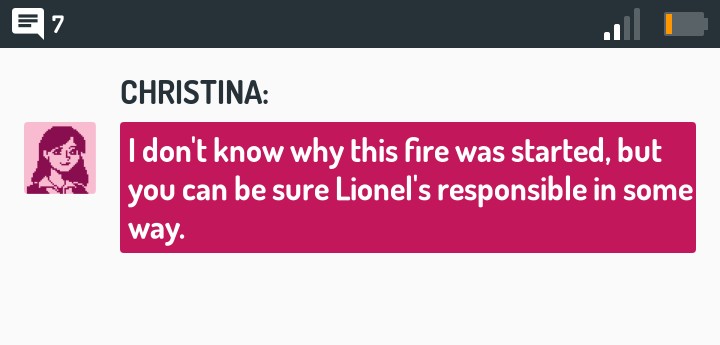 7
CHRISTINA:
I don't know why this fire was started, but
you can be sure Lionel's responsible in some
way.